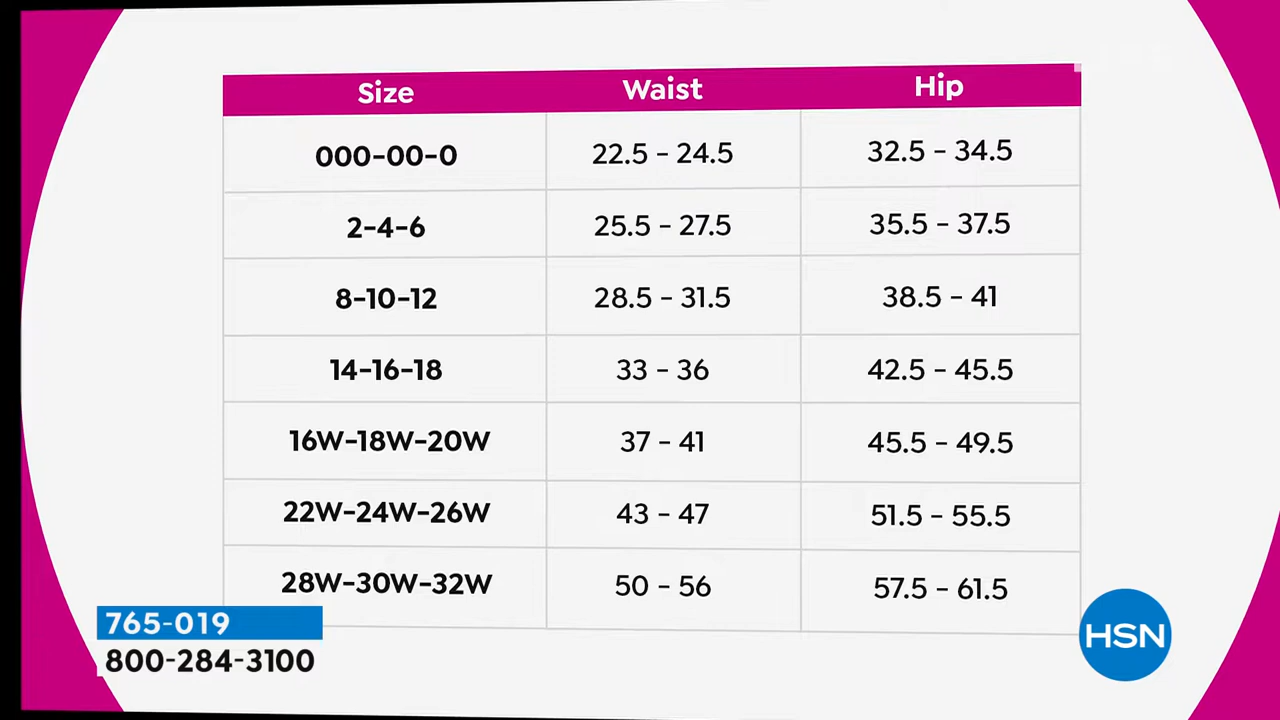 Size Waist Hip
000-00-0 22.5 - 24.5 32.5 - 34.5
2-4-6 25.5 - 27.5 35.5 - 37.5
8-10-12 28.5 - 31.5 38.5 - 41
14-16-18 33 - 36 42.5 - 45.5
16W-18W-20W 37 - 41 45.5 - 49.5
22W-24W-26W 43 - 47 51.5 - 55.5
28W-30W-32W 50 - 56 57.5 - 61.5
765-019
800-284-3100
HSN